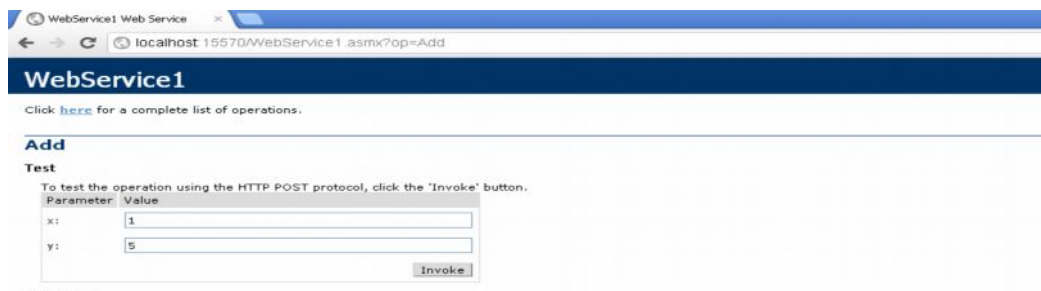 WebService1 Web Service
localhost:15570/WebService1.asmx?op=Add
WebService1
Click here for a complete list of operations.
Add
Test
To test the operation using the HTTP POST protocol, click the 'Invoke' button.
Parameter Value
x: 1
y: 5
Invoke